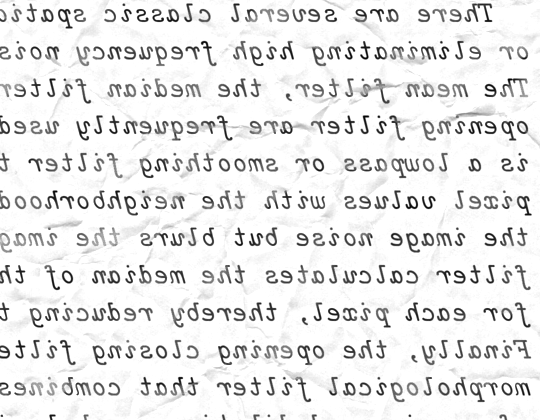 There are several classic spatia
or eliminating high frequency nois
The mean filter, the median filter
opening filter are frequently used
is a lowpass or smoothing filter t
pixel values with the neighborhood
the image noise but blurs the imag
filter calculates the median of th
for each pixel, thereby reducing t
Finally, the opening closing filte
morphological filter that combines